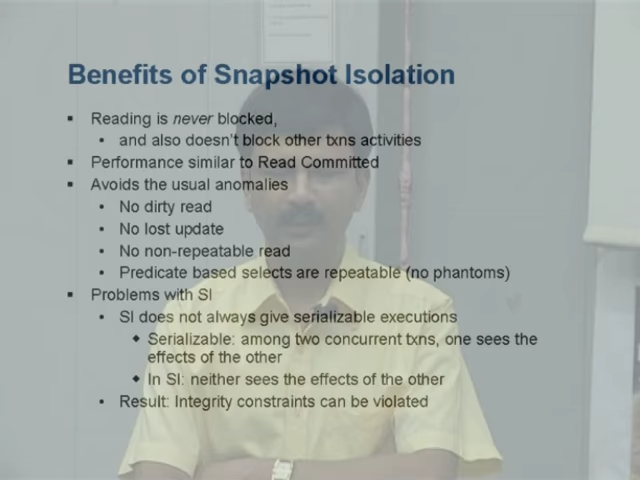 Benefits of Snapshot Isolation
▪ Reading is never blocked,
• and also doesn't block other txns activities
▪ Performance similar to Read Committed
▪ Avoids the usual anomalies
• No dirty read
• No lost update
• No non-repeatable read
• Predicate based selects are repeatable (no phantoms)
▪ Problems with SI
• SI does not always give serializable executions
◆ Serializable: among two concurrent txns, one sees the
effects of the other
◆ In SI: neither sees the effects of the other
• Result: Integrity constraints can be violated